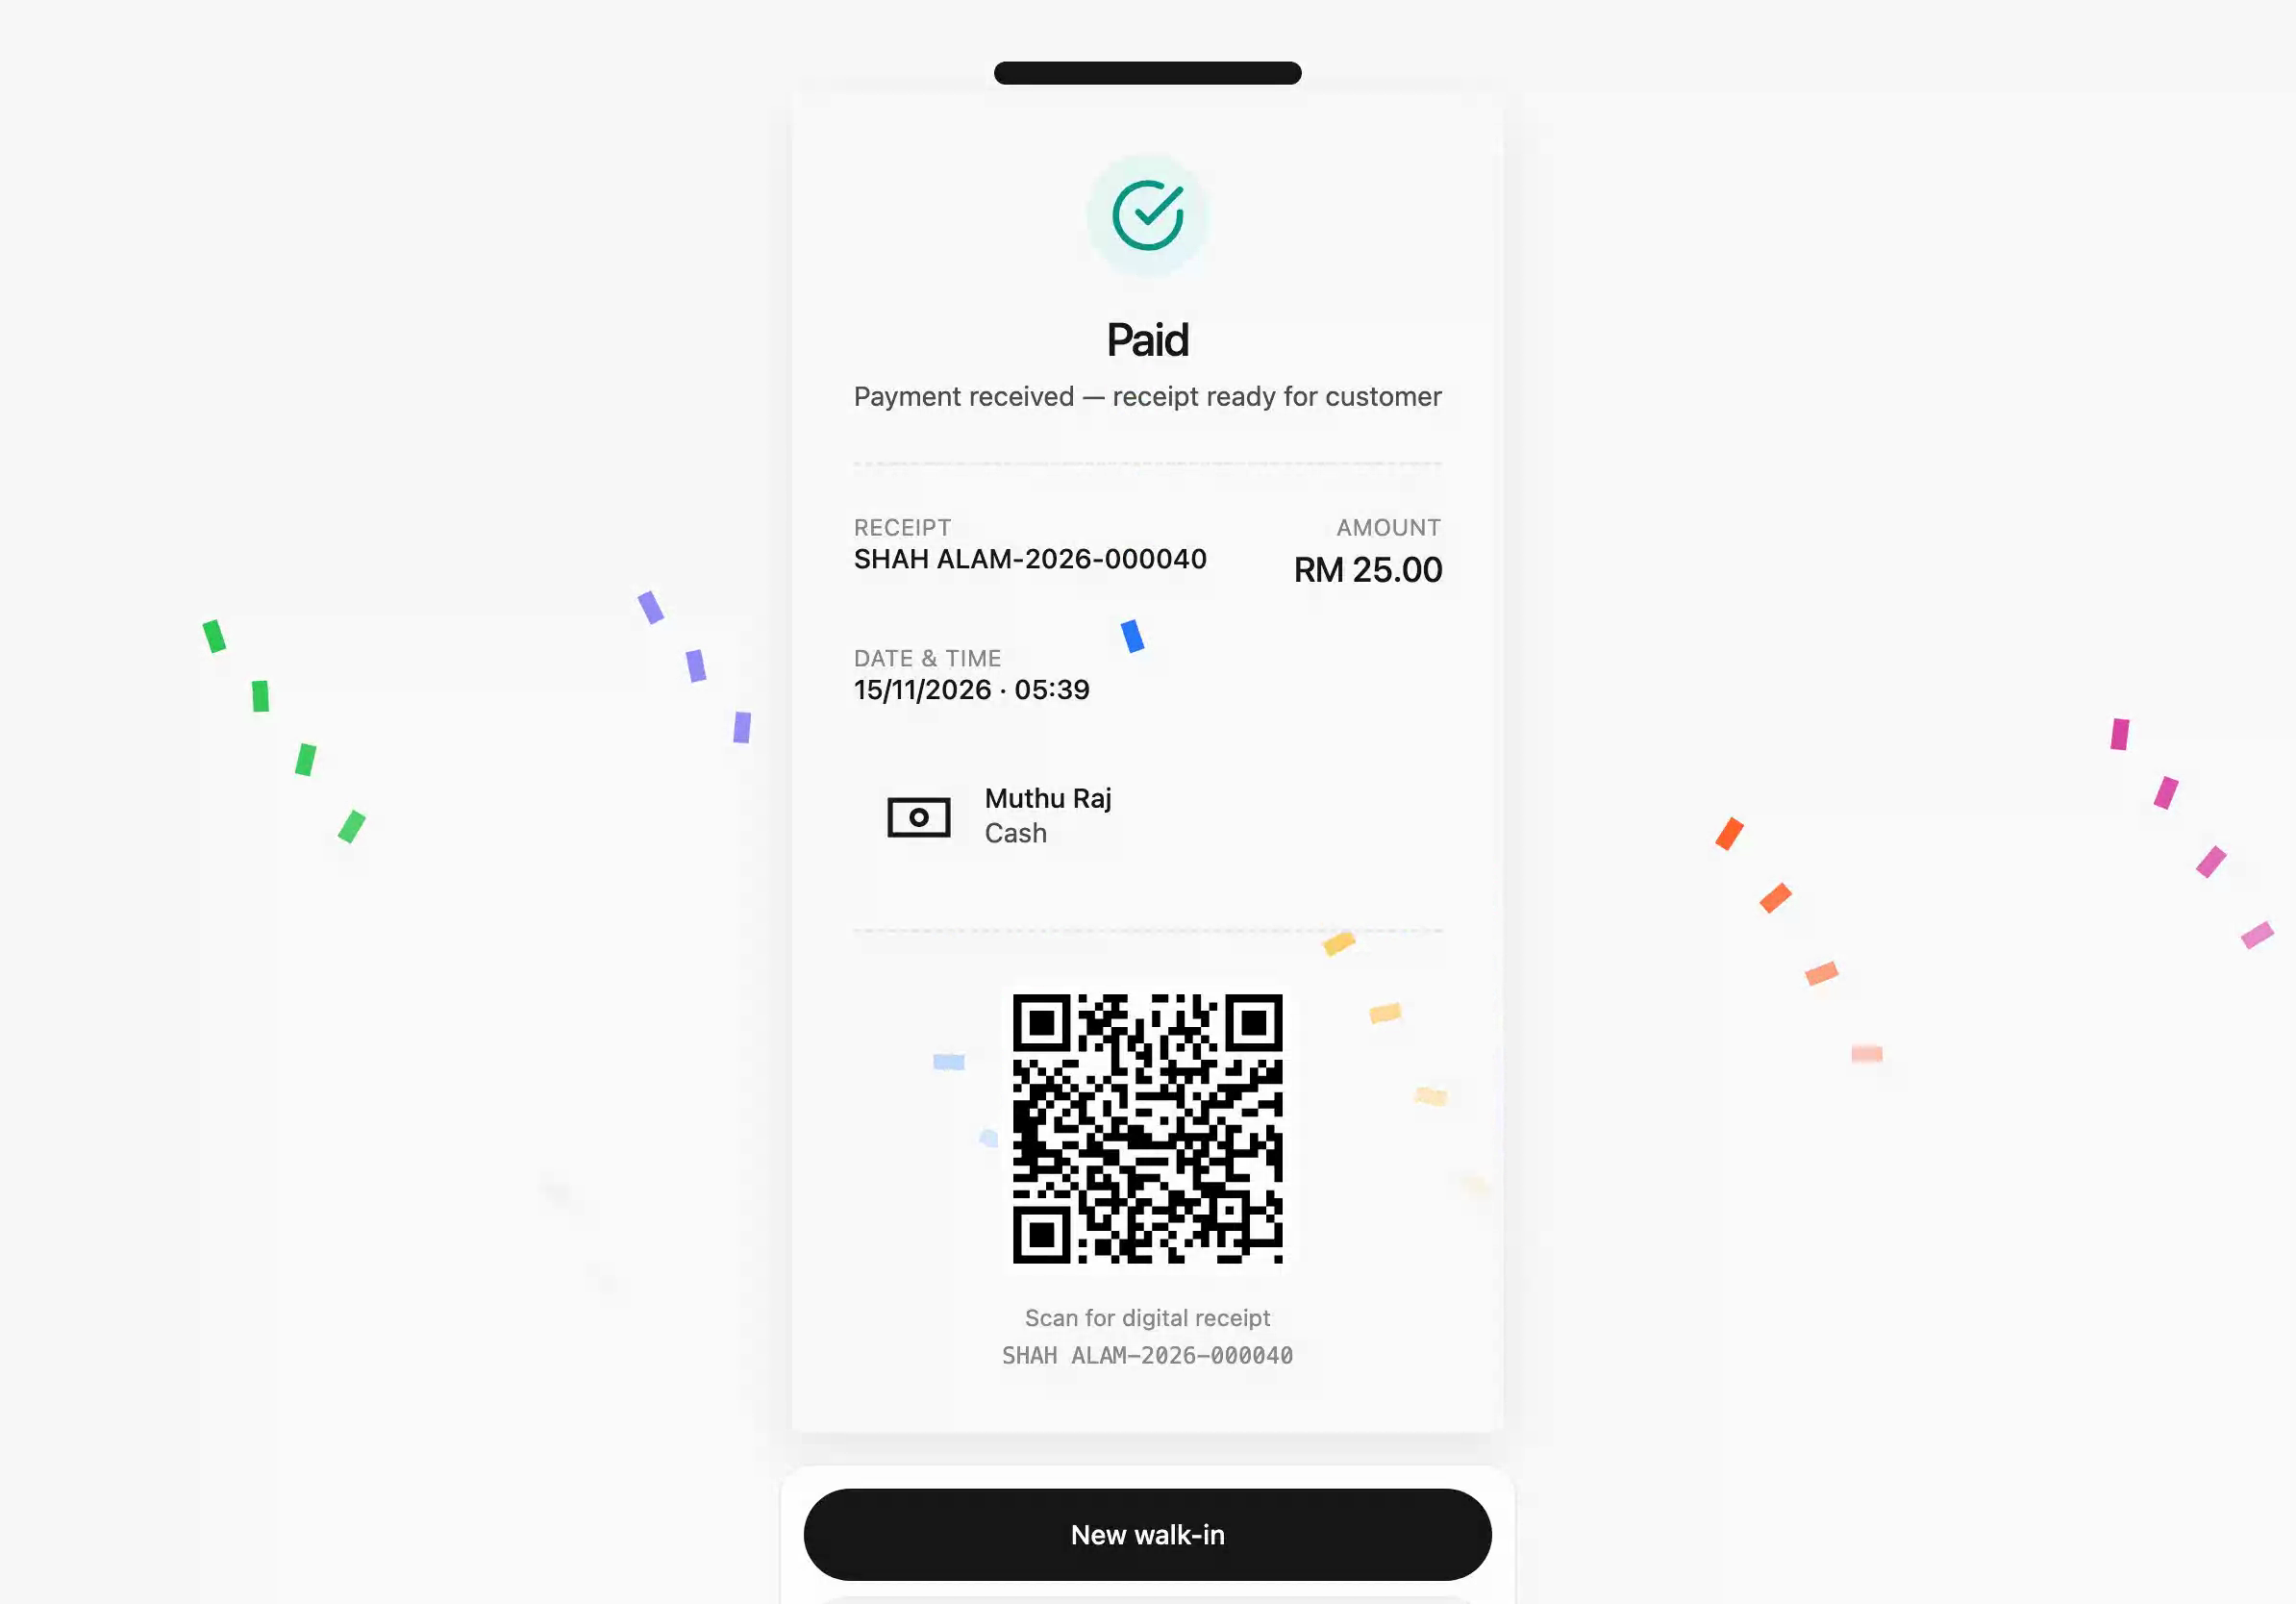 Paid
Payment received — receipt ready for customer
RECEIPT
SHAH ALAM-2026-000040
AMOUNT
RM 25.00
DATE & TIME
15/11/2026 · 05:39
Muthu Raj
Cash
Scan for digital receipt
SHAH ALAM-2026-000040
New walk-in